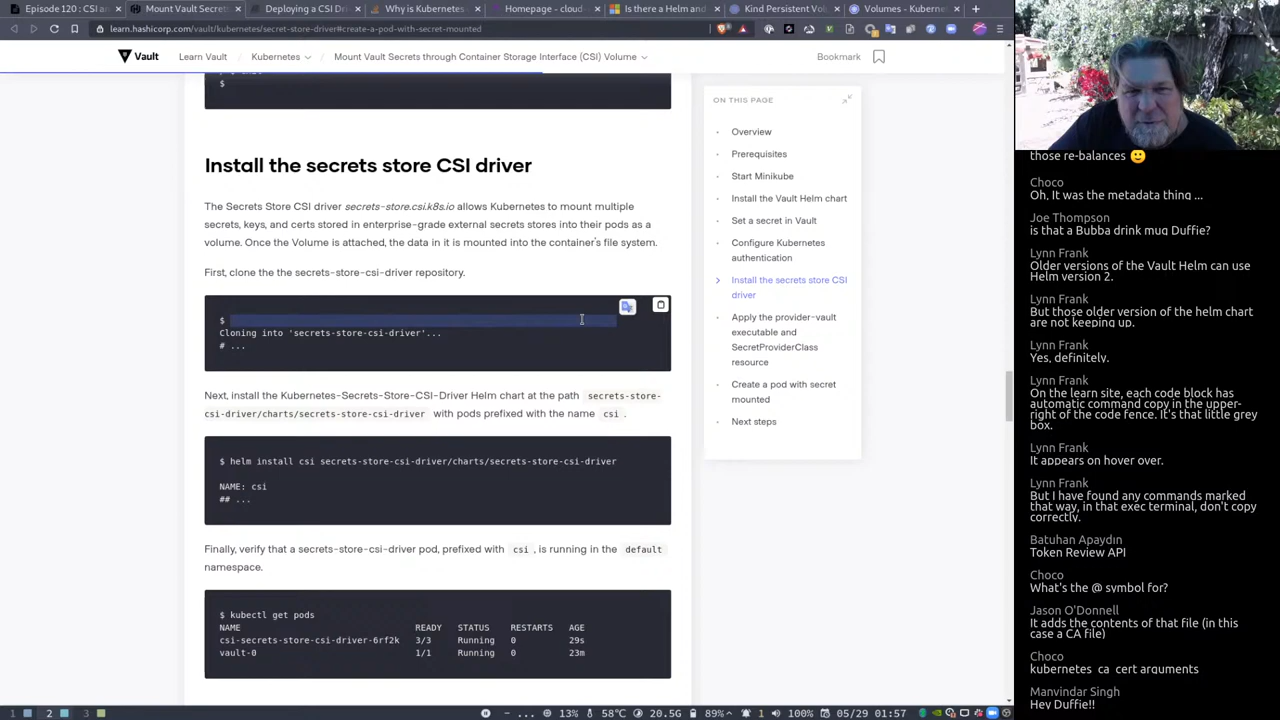 Episode 120 : CSI an
Mount Vault Secret
Deploying a CSI Dr
Why is Kubernetes
Homepage - cloud-
Is there a Helm and
Kind Persistent Vol
Volumes - Kuberne
learn.hashicorp.com/vault/kubernetes/secret-store-driver#create-a-pod-with-secret-mounted
Vault
Learn Vault
Kubernetes
Mount Vault Secrets through Container Storage Interface (CSI) Volume
Bookmark
$
Install the secrets store CSI driver
The Secrets Store CSI driver secrets-store.csi.k8s.io allows Kubernetes to mount multiple
secrets, keys, and certs stored in enterprise-grade external secrets stores into their pods as a
volume. Once the Volume is attached, the data in it is mounted into the container's file system.
First, clone the the secrets-store-csi-driver repository.
$
Cloning into 'secrets-store-csi-driver'...
# ...
Next, install the Kubernetes-Secrets-Store-CSI-Driver Helm chart at the path secrets-store-
csi-driver/charts/secrets-store-csi-driver with pods prefixed with the name csi .
$ helm install csi secrets-store-csi-driver/charts/secrets-store-csi-driver
NAME: csi
## ...
Finally, verify that a secrets-store-csi-driver pod, prefixed with csi , is running in the default
namespace.
$ kubectl get pods
NAME READY STATUS RESTARTS AGE
csi-secrets-store-csi-driver-6rf2k 3/3 Running 0 29s
vault-0 1/1 Running 0 23m
ON THIS PAGE
Overview
Prerequisites
Start Minikube
Install the Vault Helm chart
Set a secret in Vault
Configure Kubernetes
authentication
Install the secrets store CSI
driver
Apply the provider-vault
executable and
SecretProviderClass
resource
Create a pod with secret
mounted
Next steps
those re-balances 🙂
Choco
Oh, It was the metadata thing ...
Joe Thompson
is that a Bubba drink mug Duffie?
Lynn Frank
Older versions of the Vault Helm can use
Helm version 2.
Lynn Frank
But those older version of the helm chart
are not keeping up.
Lynn Frank
Yes, definitely.
Lynn Frank
On the learn site, each code block has
automatic command copy in the upper-
right of the code fence. It's that little grey
box.
Lynn Frank
It appears on hover over.
Lynn Frank
But I have found any commands marked
that way, in that exec terminal, don't copy
correctly.
Batuhan Apaydın
Token Review API
Choco
What's the @ symbol for?
Jason O'Donnell
It adds the contents of that file (in this
case a CA file)
Choco
kubernetes_ca_cert arguments
Manvindar Singh
Hey Duffie!!
1 2 3
... 13% 58°C 20.5G 89% 1 100% 05/29 01:57